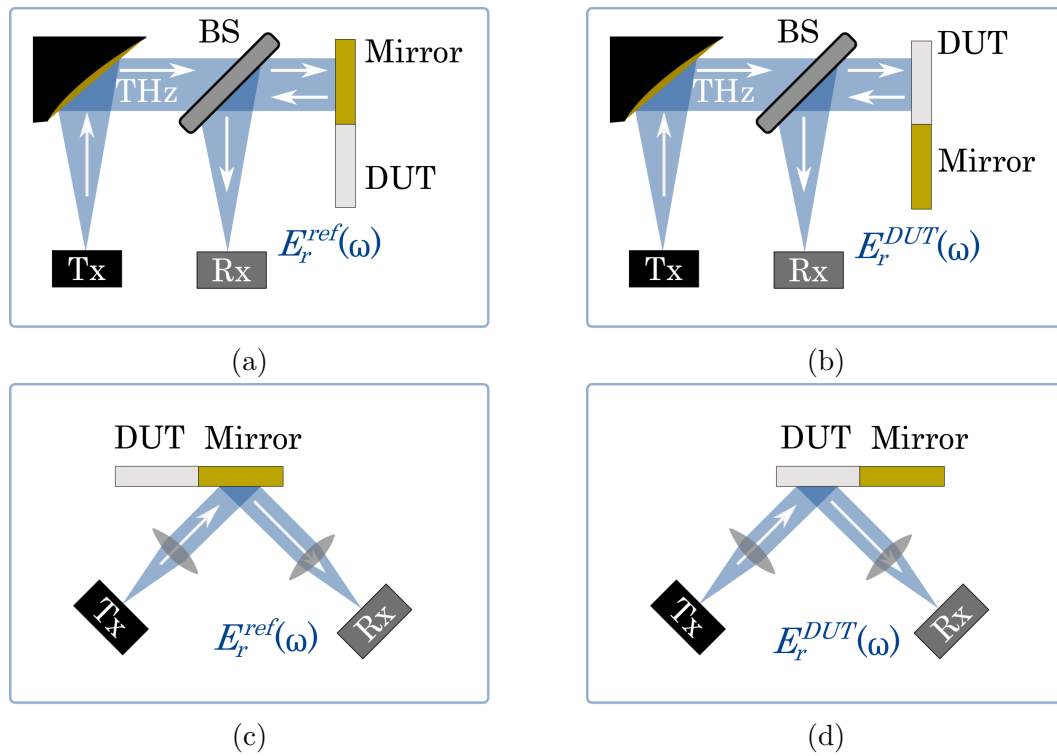 BS
Mirror
THz
DUT
Tx
Rx
E_r^{ref}(ω)
(a)
BS
DUT
THz
Mirror
Tx
Rx
E_r^{DUT}(ω)
(b)
DUT Mirror
Tx
Rx
E_r^{ref}(ω)
(c)
DUT Mirror
Tx
Rx
E_r^{DUT}(ω)
(d)